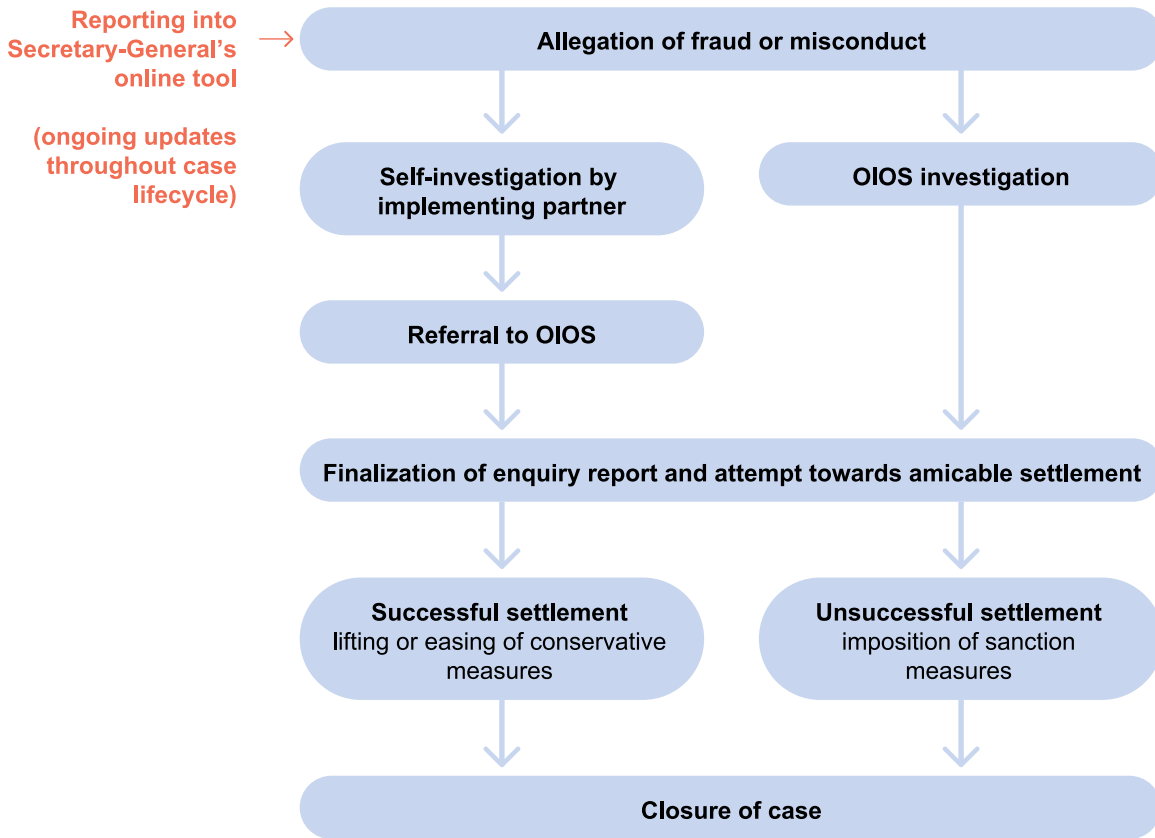 Reporting into
Secretary-General’s
online tool
(ongoing updates
throughout case
lifecycle)
Allegation of fraud or misconduct
Self-investigation by
implementing partner
OIOS investigation
Referral to OIOS
Finalization of enquiry report and attempt towards amicable settlement
Successful settlement
lifting or easing of conservative
measures
Unsuccessful settlement
imposition of sanction
measures
Closure of case